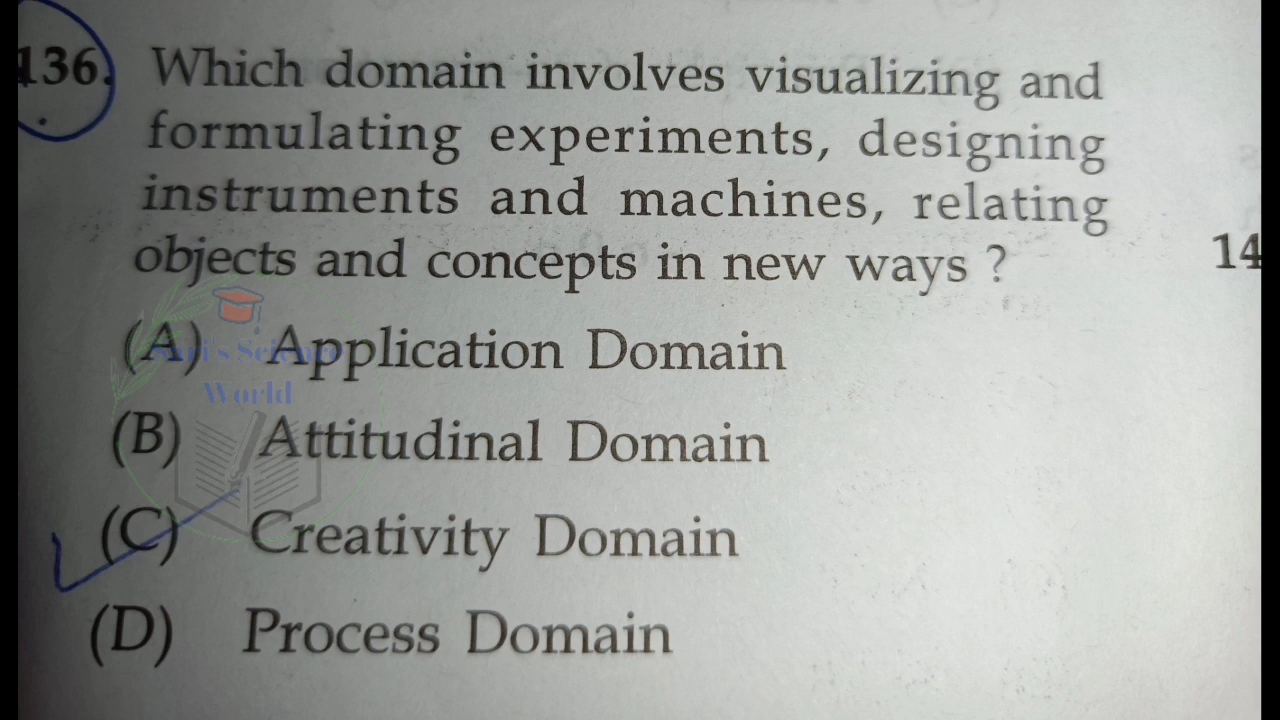 136. Which domain involves visualizing and
formulating experiments, designing
instruments and machines, relating
objects and concepts in new ways ?
14
(A) Application Domain
World
(B) Attitudinal Domain
(C) Creativity Domain
(D) Process Domain